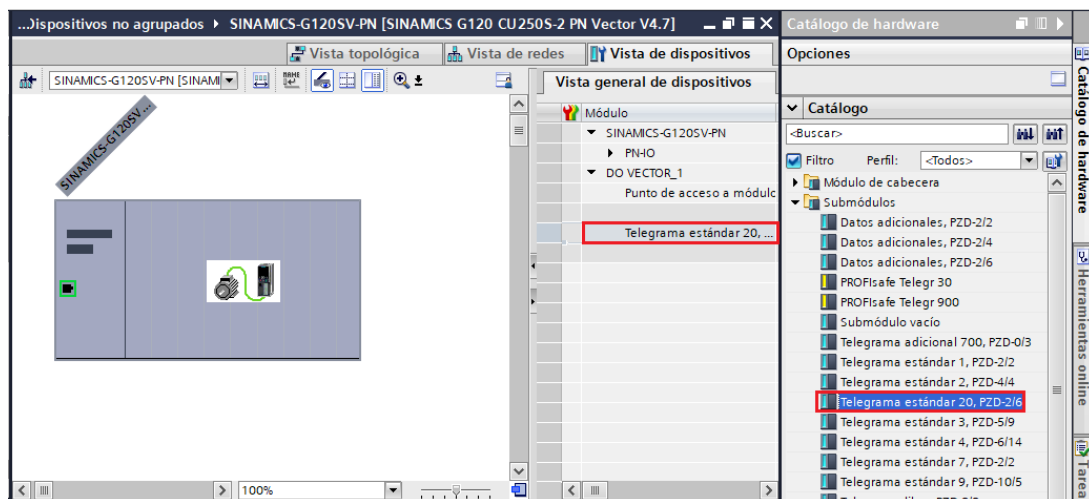 ...Dispositivos no agrupados ▸ SINAMICS-G120SV-PN [SINAMICS G120 CU250S-2 PN Vector V4.7]
Vista topológica
Vista de redes
Vista de dispositivos
SINAMICS-G120SV-PN [SINAMI
100%
SINAMICS-G120SV...
Vista general de dispositivos
Módulo
SINAMICS-G120SV-PN
PN-IO
DO VECTOR_1
Punto de acceso a módulo
Telegrama estándar 20, ...
Catálogo de hardware
Opciones
Catálogo
<Buscar>
Filtro Perfil: <Todos>
Módulo de cabecera
Submódulos
Datos adicionales, PZD-2/2
Datos adicionales, PZD-2/4
Datos adicionales, PZD-2/6
PROFIsafe Telegr 30
PROFIsafe Telegr 900
Submódulo vacío
Telegrama adicional 700, PZD-0/3
Telegrama estándar 1, PZD-2/2
Telegrama estándar 2, PZD-4/4
Telegrama estándar 20, PZD-2/6
Telegrama estándar 3, PZD-5/9
Telegrama estándar 4, PZD-6/14
Telegrama estándar 7, PZD-2/2
Telegrama estándar 9, PZD-10/5
Catálogo de hardware
Herramientas online
Tare